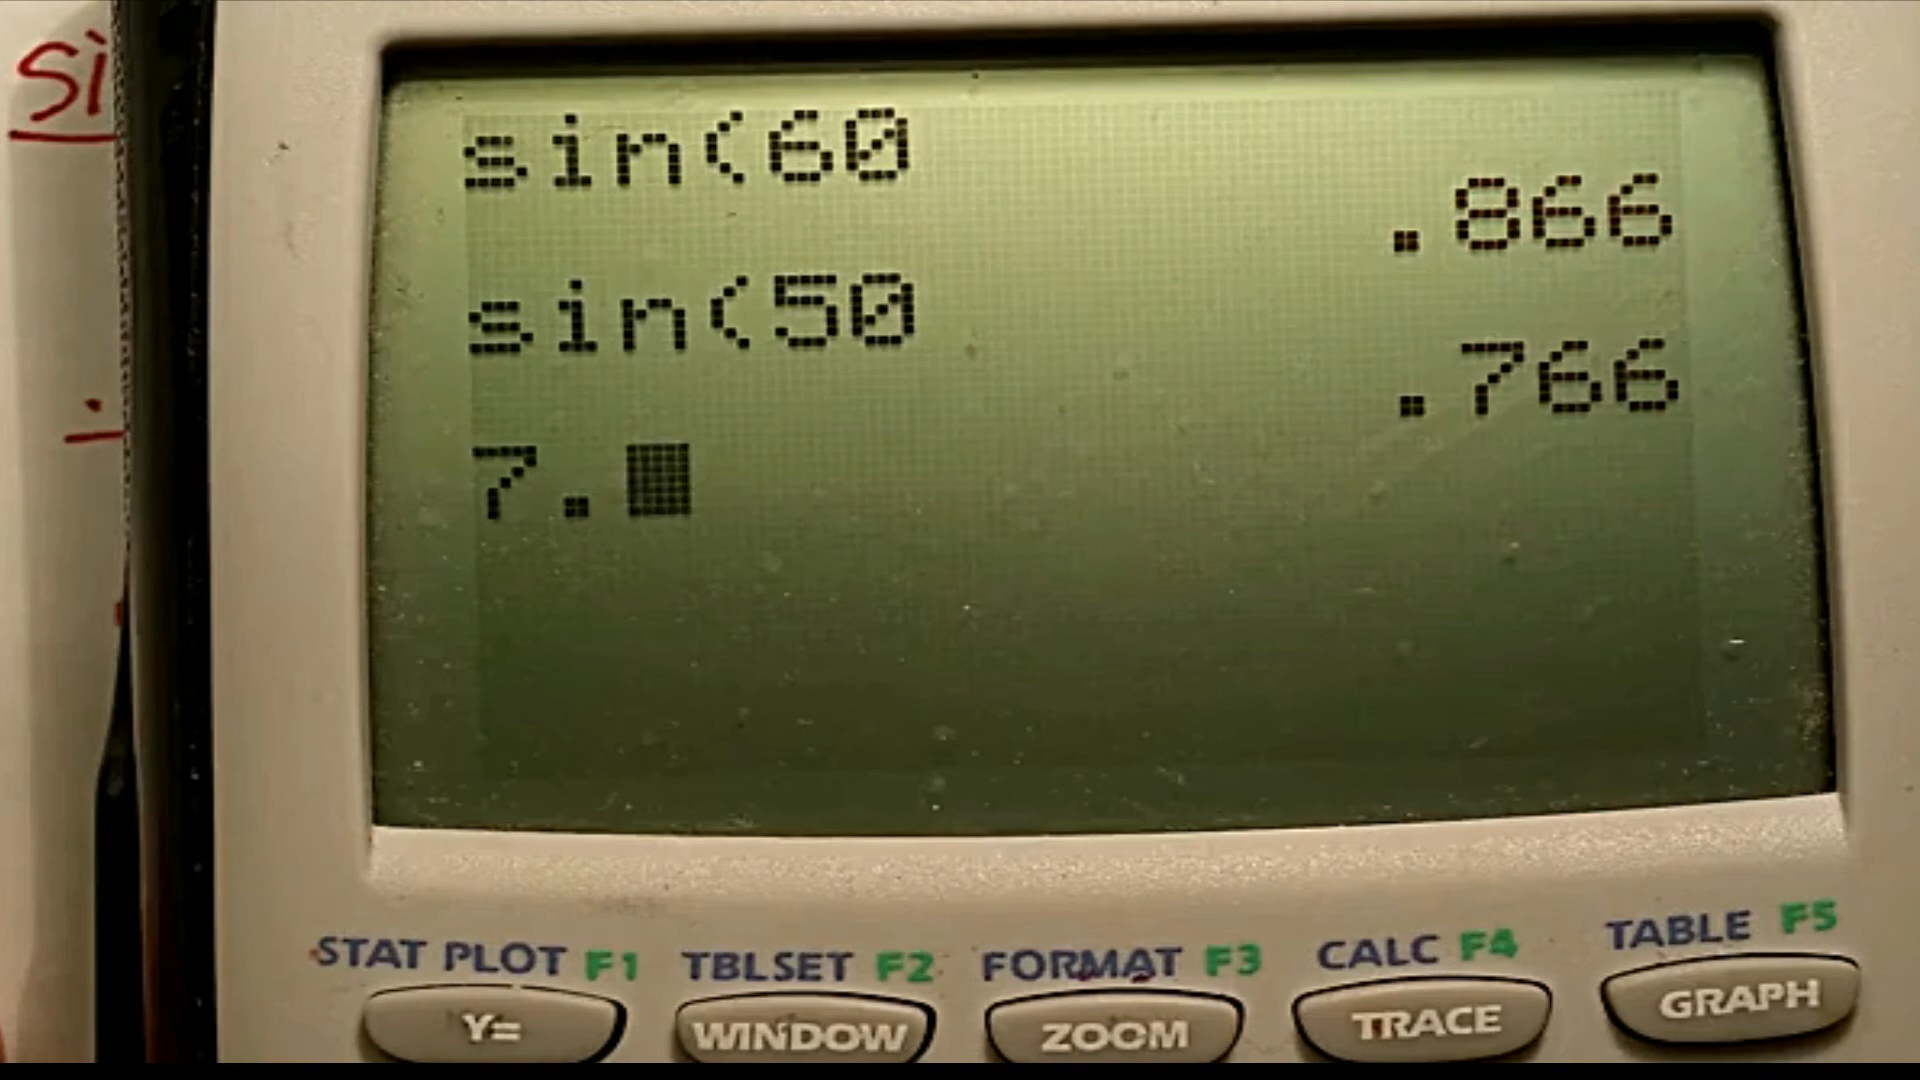 si
sin(60
.866
sin(50
.766
7.
STAT PLOT F1 TBLSET F2 FORMAT F3 CALC F4 TABLE F5
Y= WINDOW ZOOM TRACE GRAPH